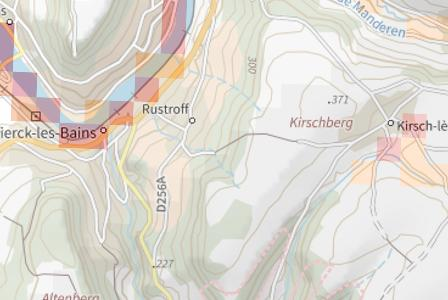 s
de Manderen
300
.371
Rustroff
Kirschberg
Kirsch-lè
ierck-les-Bains
D256A
.227
Altenberg